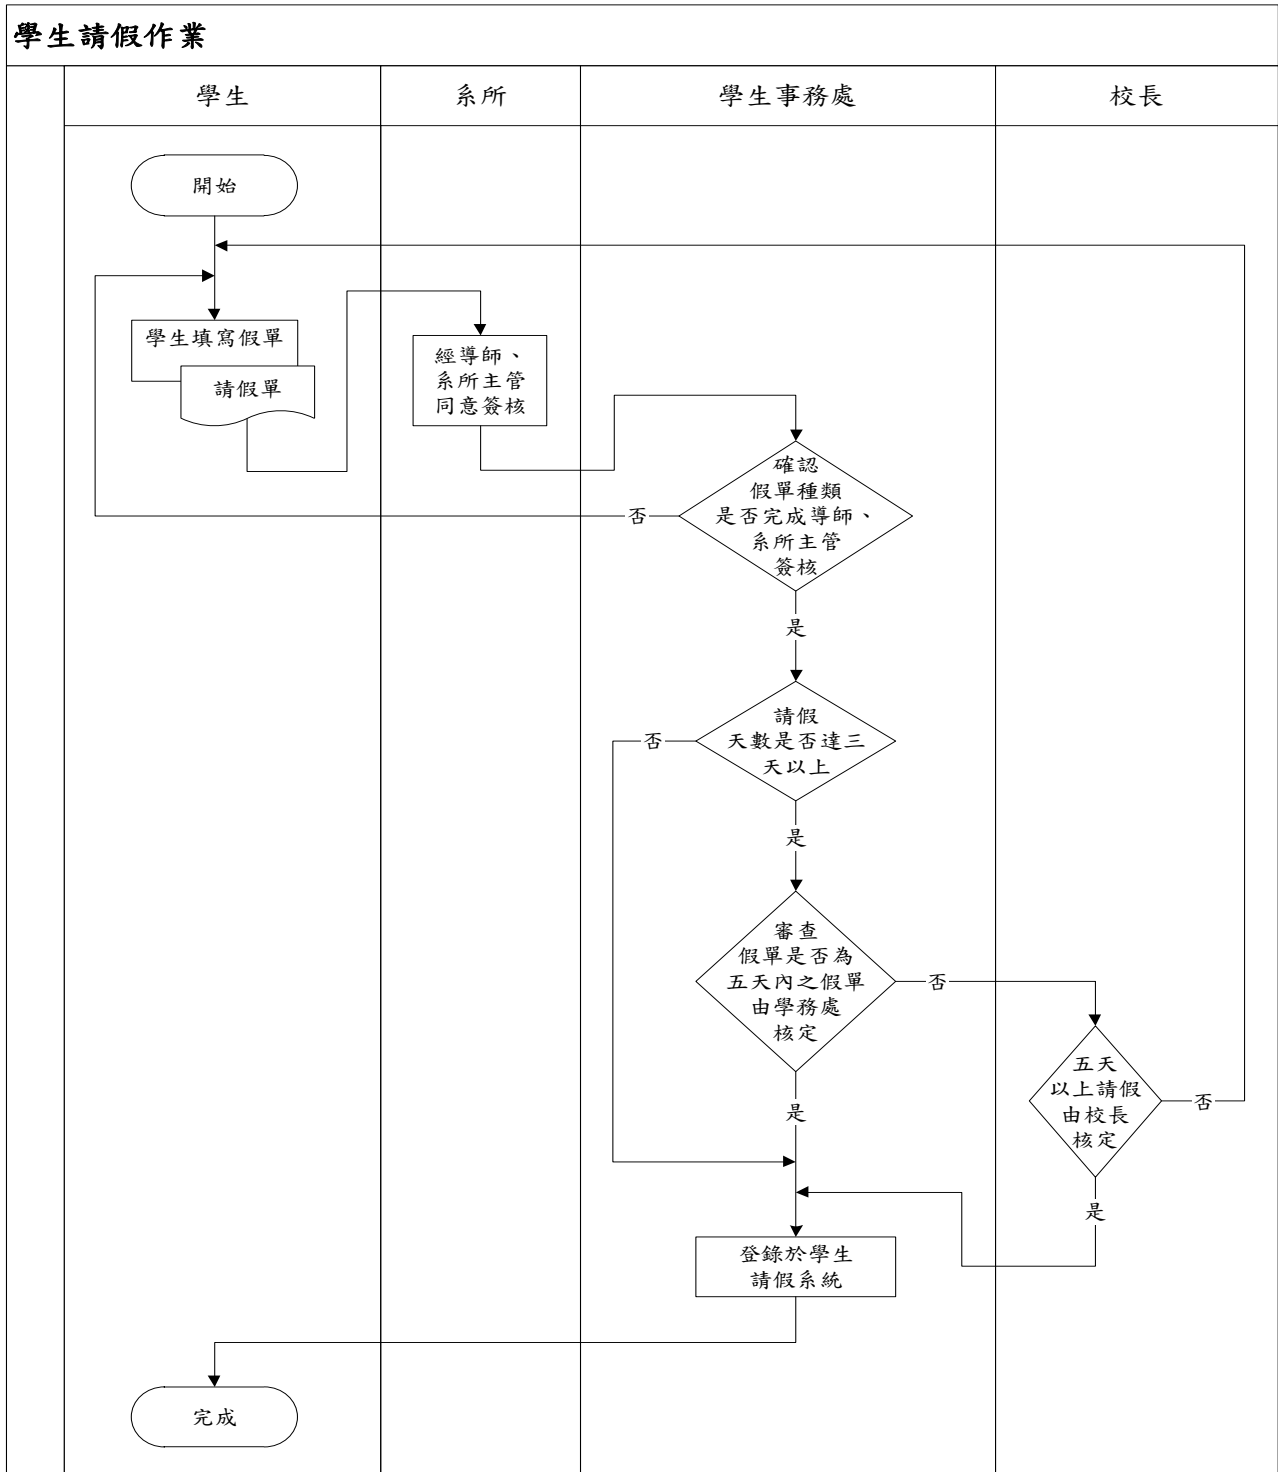 學生請假作業
學生
系所
學生事務處
校長
開始
學生填寫假單
請假單
經導師、
系所主管
同意簽核
確認
假單種類
是否完成導師、
系所主管
簽核
否
是
請假
天數是否達三
天以上
否
是
審查
假單是否為
五天內之假單
由學務處
核定
否
是
五天
以上請假
由校長
核定
否
是
登錄於學生
請假系統
完成